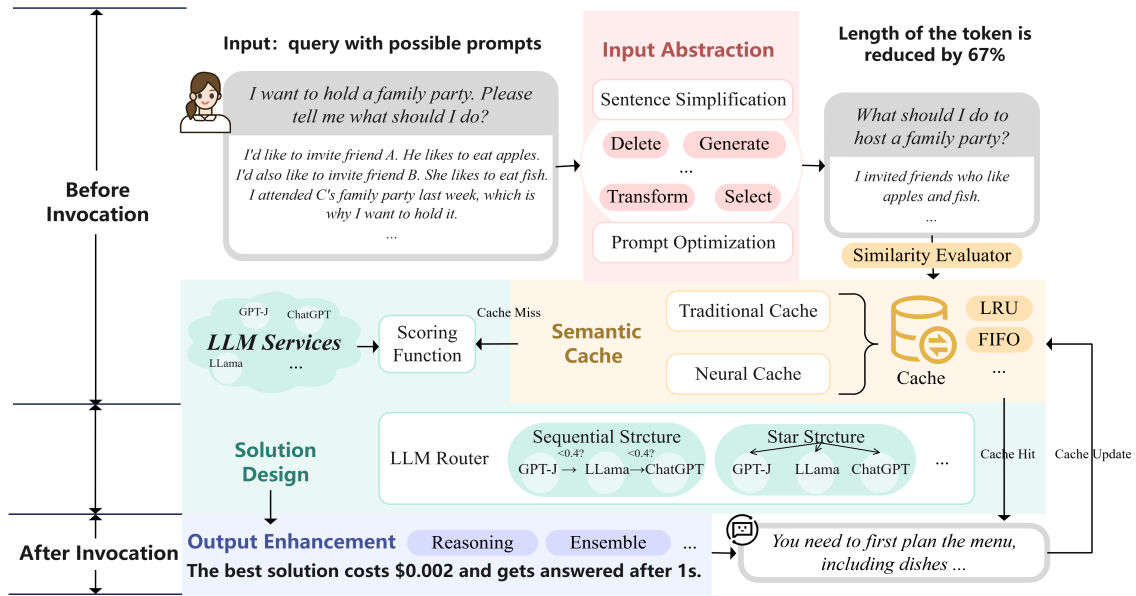 Input: query with possible prompts
I want to hold a family party. Please
tell me what should I do?
I'd like to invite friend A. He likes to eat apples.
I'd also like to invite friend B. She likes to eat fish.
I attended C's family party last week, which is
why I want to hold it.
...
Input Abstraction
Sentence Simplification
Delete
Generate
...
Transform
Select
Prompt Optimization
Length of the token is
reduced by 67%
What should I do to
host a family party?
I invited friends who like
apples and fish.
...
Similarity Evaluator
Before
Invocation
GPT-J
ChatGPT
LLM Services
LLama
...
Scoring
Function
Cache Miss
Semantic
Cache
Traditional Cache
Neural Cache
Cache
LRU
FIFO
...
Solution
Design
LLM Router
Sequential Strcture
<0.4?
<0.4?
GPT-J
LLama
ChatGPT
Star Strcture
GPT-J
LLama
ChatGPT
...
Cache Hit
Cache Update
After Invocation
Output Enhancement
Reasoning
Ensemble
...
The best solution costs $0.002 and gets answered after 1s.
You need to first plan the menu,
including dishes ...